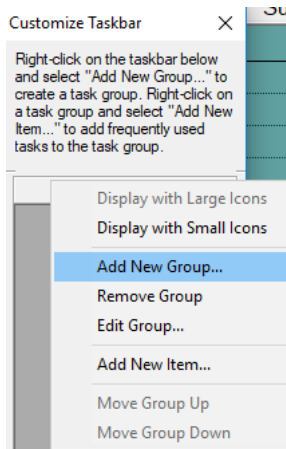 Customize Taskbar
Right-click on the taskbar below
and select "Add New Group..." to
create a task group. Right-click on
a task group and select "Add New
Item..." to add frequently used
tasks to the task group.
Display with Large Icons
Display with Small Icons
Add New Group...
Remove Group
Edit Group...
Add New Item...
Move Group Up
Move Group Down